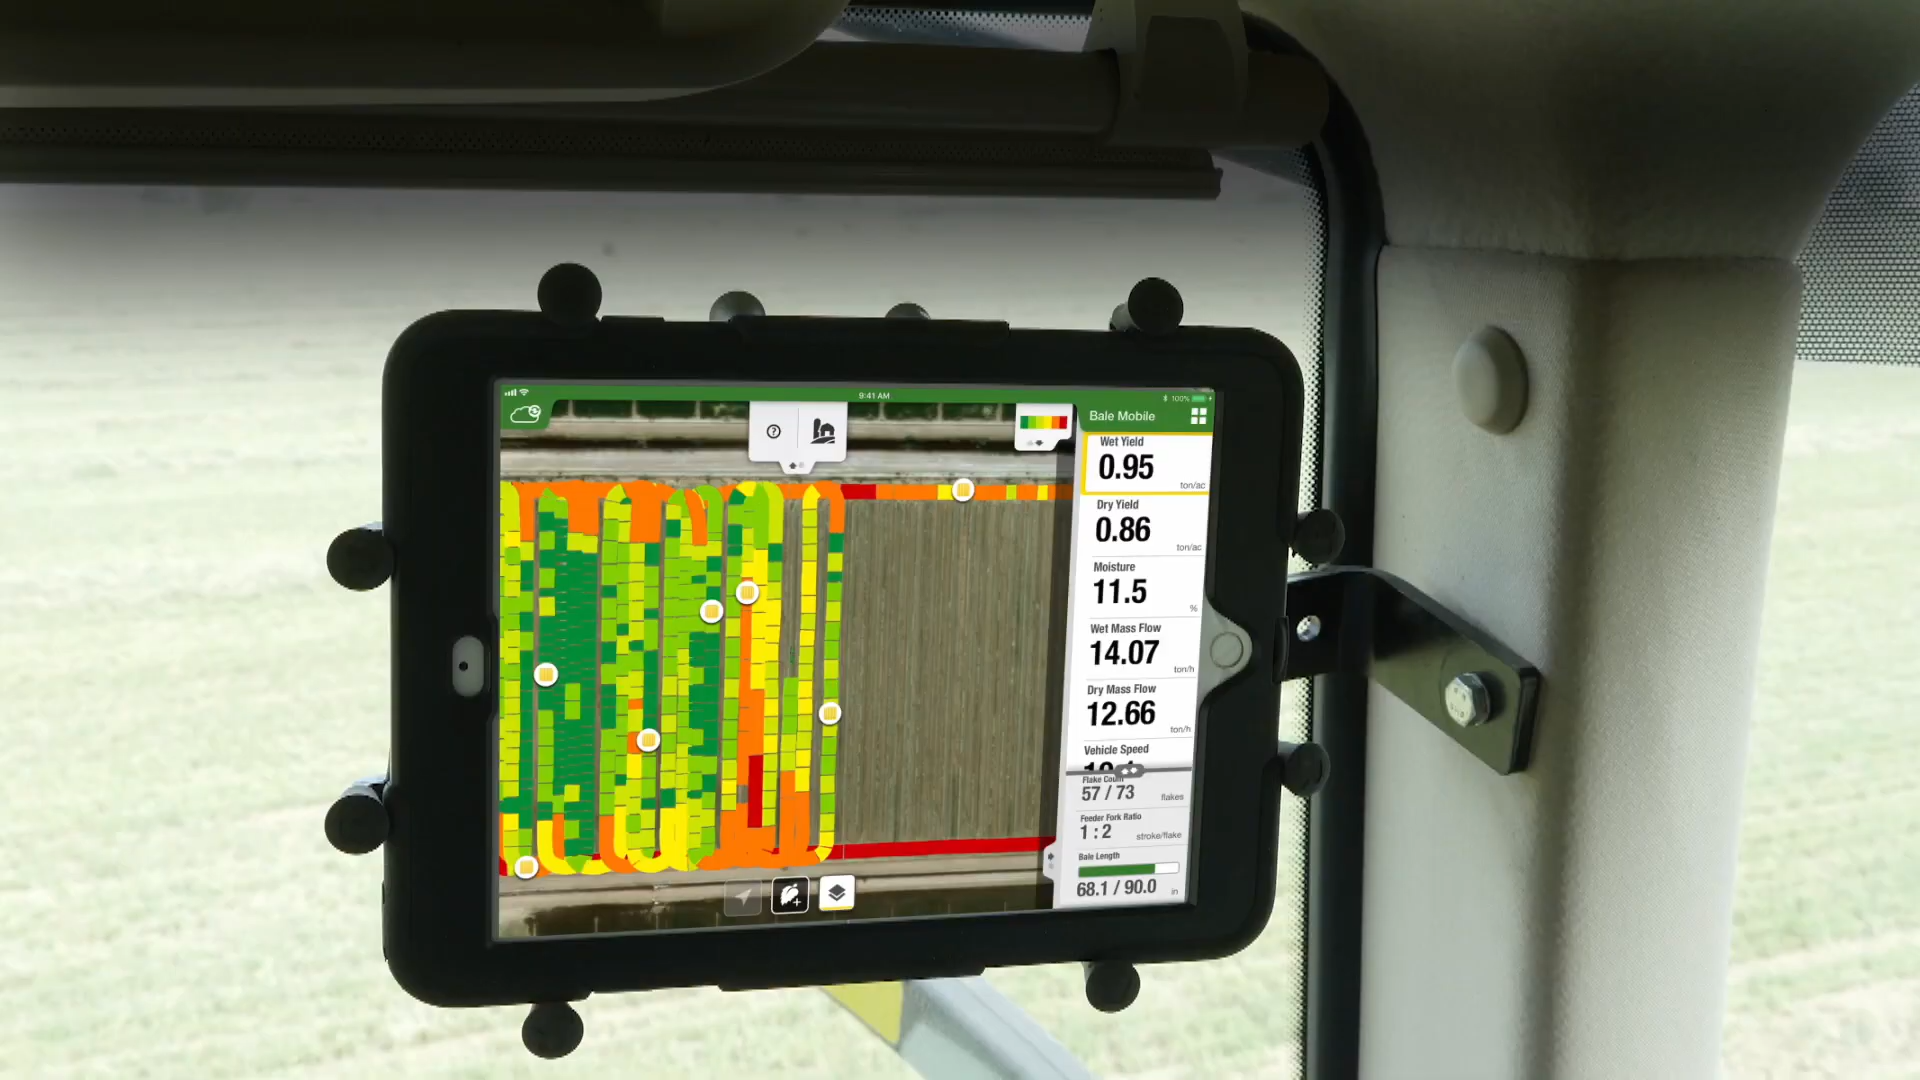 9:41 AM
100%
Bale Mobile
Wet Yield
0.95
ton/ac
Dry Yield
0.86
ton/ac
Moisture
11.5
%
Wet Mass Flow
14.07
ton/h
Dry Mass Flow
12.66
ton/h
Vehicle Speed
Flake Count
57 / 73
flakes
Feeder Fork Ratio
1 : 2
stroke/flake
Bale Length
68.1 / 90.0
in